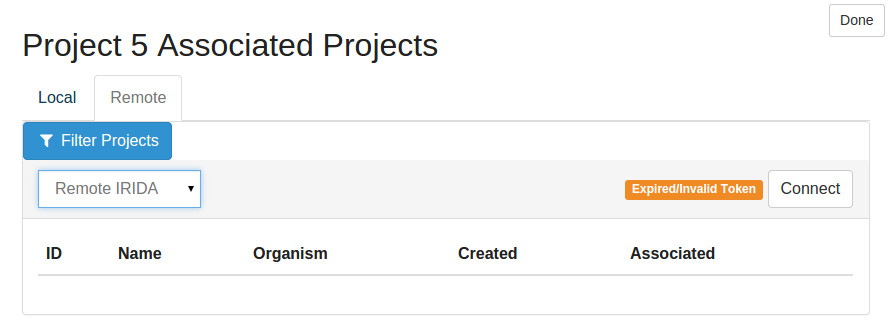 Done
Project 5 Associated Projects
Local Remote
Filter Projects
Remote IRIDA Expired/Invalid Token Connect
ID Name Organism Created Associated